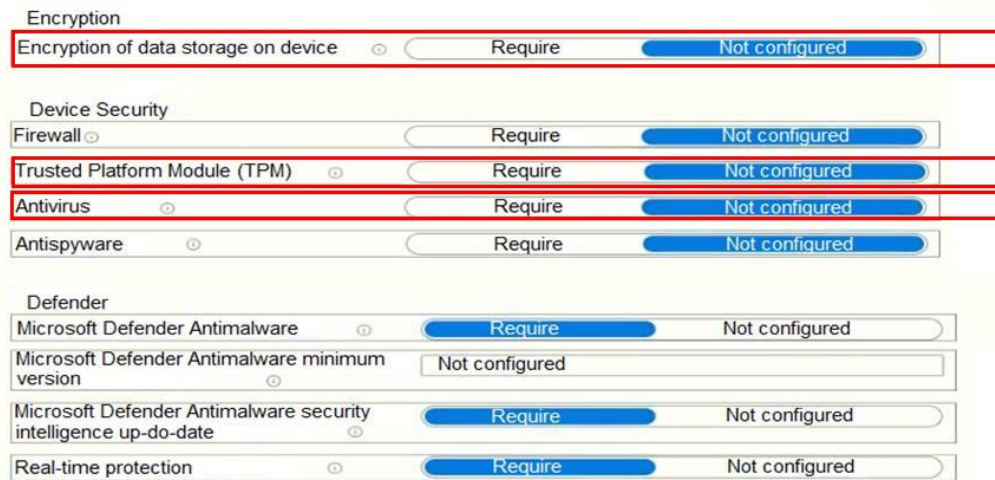 Encryption
Encryption of data storage on device Require Not configured
Device Security
Firewall Require Not configured
Trusted Platform Module (TPM) Require Not configured
Antivirus Require Not configured
Antispyware Require Not configured
Defender
Microsoft Defender Antimalware Require Not configured
Microsoft Defender Antimalware minimum
version
Not configured
Microsoft Defender Antimalware security
intelligence up-do-date
Require Not configured
Real-time protection Require Not configured